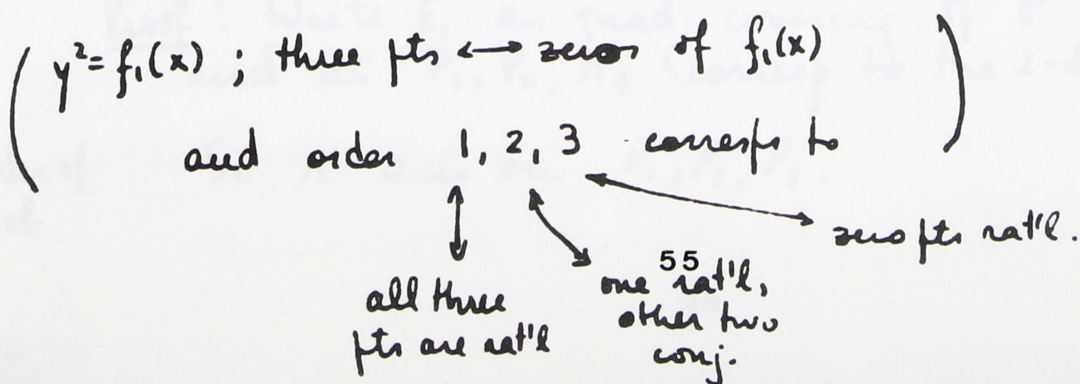 ( y² = f₁(x) ; three pts ↔ zeros of f₁(x) )
and order 1, 2, 3 corresps to
zero pts rat'l.
all three
pts are rat'l
55
one rat'l,
other two
conj.